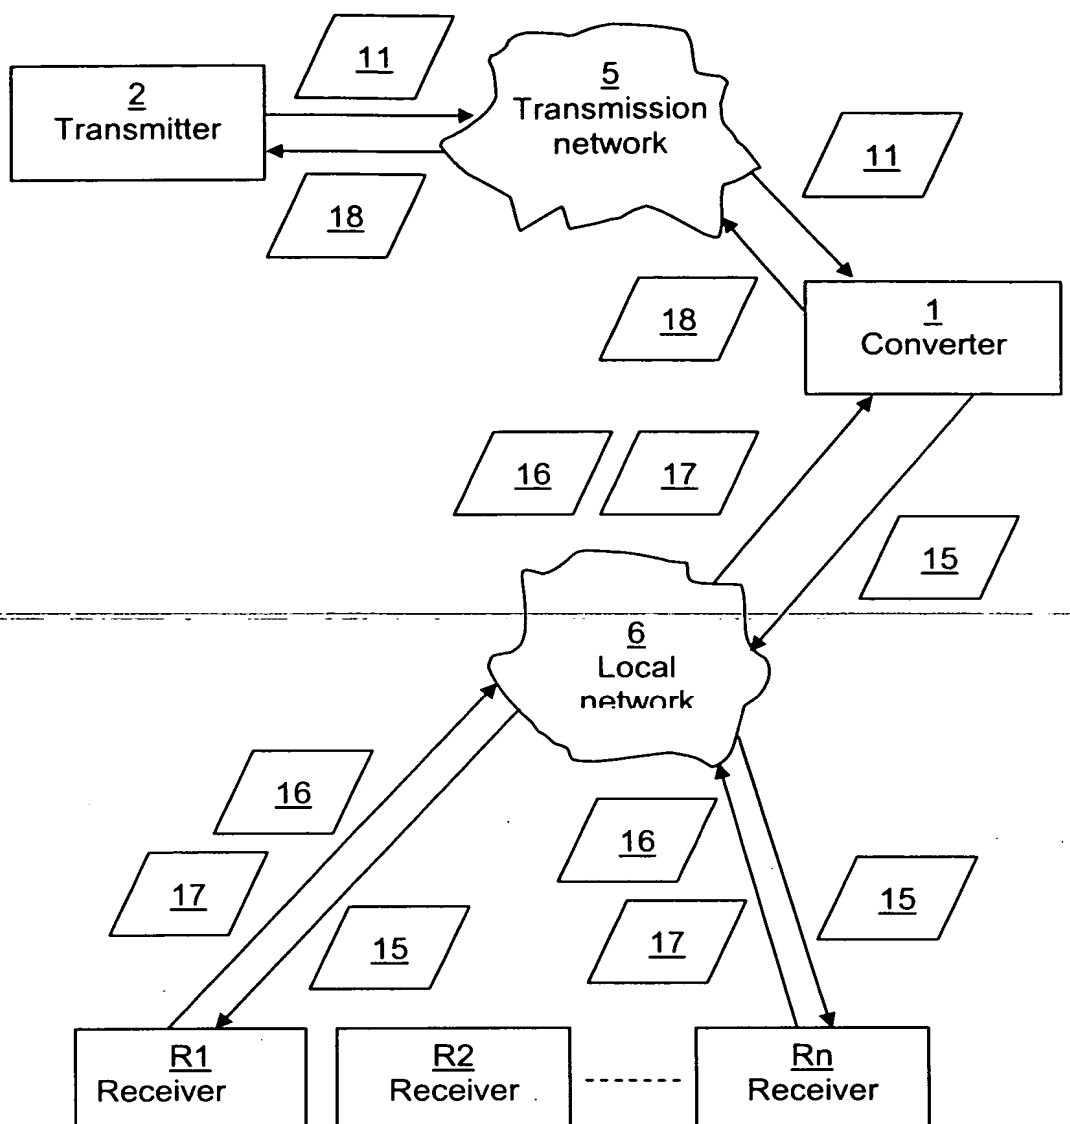 11
5
Transmission
network
2
Transmitter
11
18
18
1
Converter
16
17
15
6
Local
network
16
17
15
16
17
15
R1
Receiver
R2
Receiver
Rn
Receiver